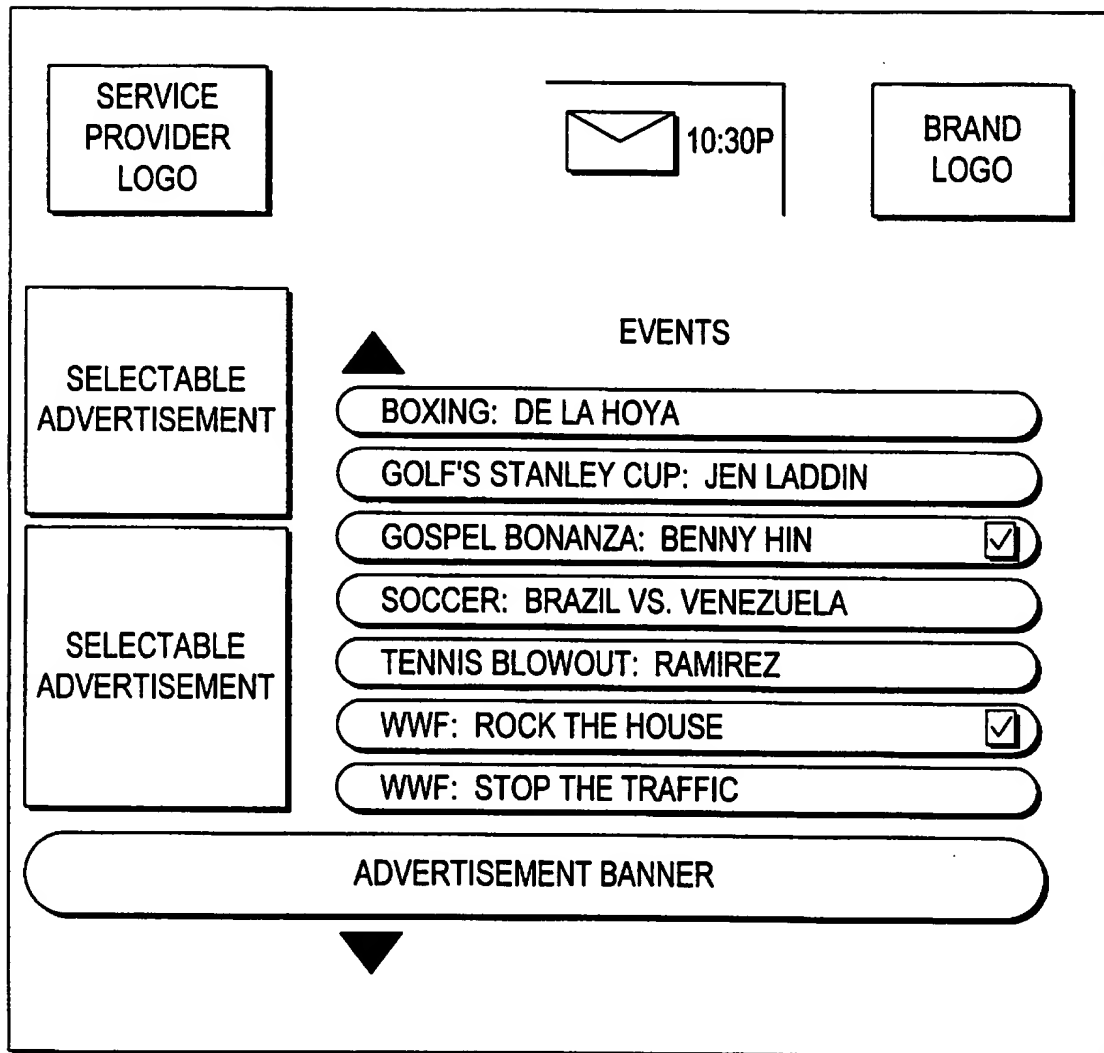 SERVICE
PROVIDER
LOGO
10:30P
BRAND
LOGO
SELECTABLE
ADVERTISEMENT
SELECTABLE
ADVERTISEMENT
EVENTS
BOXING: DE LA HOYA
GOLF'S STANLEY CUP: JEN LADDIN
GOSPEL BONANZA: BENNY HIN
SOCCER: BRAZIL VS. VENEZUELA
TENNIS BLOWOUT: RAMIREZ
WWF: ROCK THE HOUSE
WWF: STOP THE TRAFFIC
ADVERTISEMENT BANNER